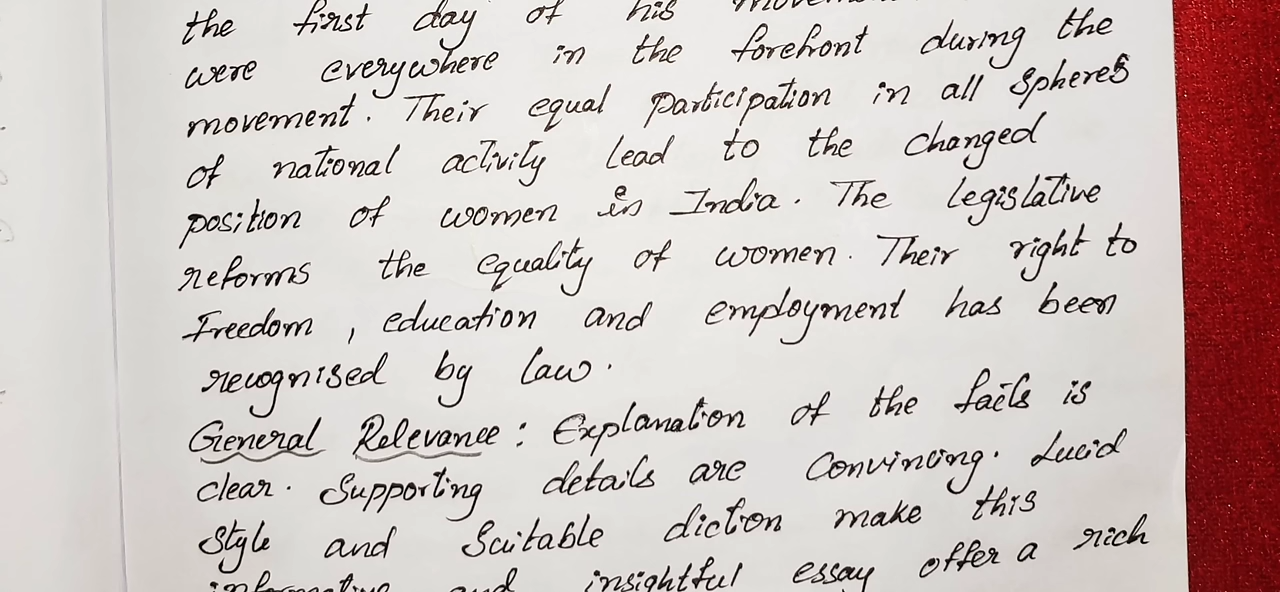 the first day of his
were everywhere in the forefront during the
movement. Their equal participation in all Spheres
of national activity lead to the changed
position of women in India. The legislative
reforms the equality of women. Their right to
Freedom, education and employment has been
recognised by law.
General Relevance: Explanation of the facts is
clear. Supporting details are Convincing. Lucid
Style and Suitable diction make this
informative and insightful essay offer a rich